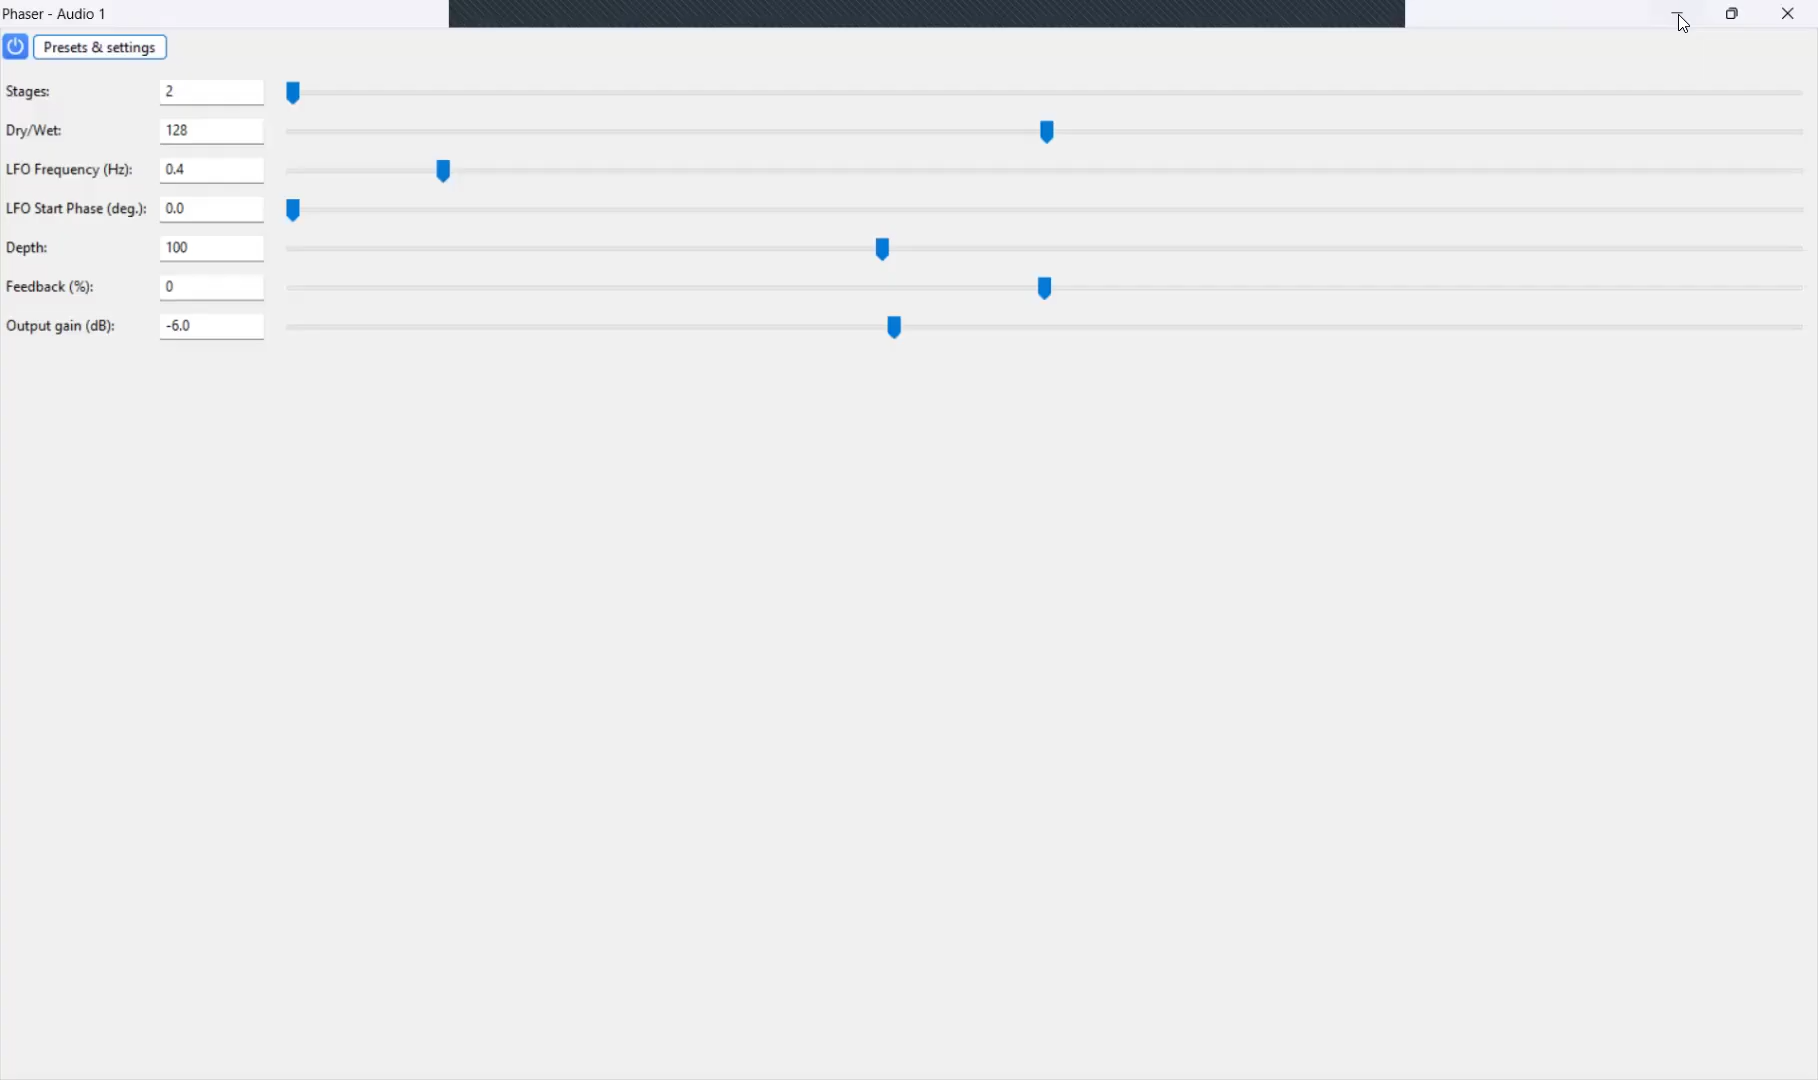 Phaser - Audio 1
Presets & settings
Stages: 2
Dry/Wet: 128
LFO Frequency (Hz): 0.4
LFO Start Phase (deg.): 0.0
Depth: 100
Feedback (%): 0
Output gain (dB): -6.0